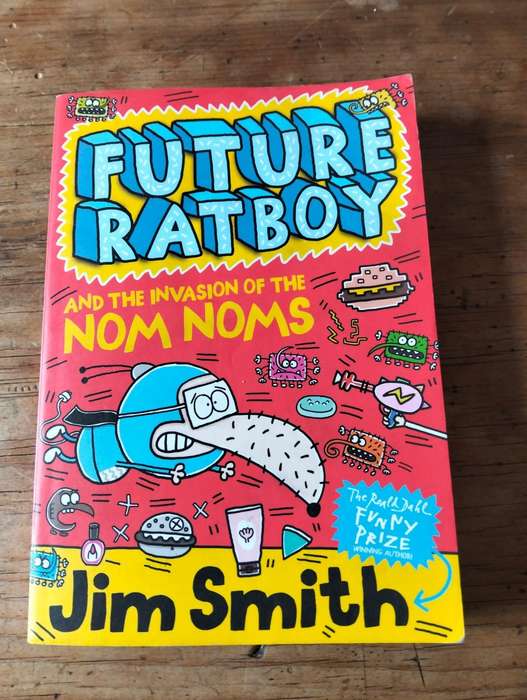 FUTURE
RATBOY
AND THE INVASION OF THE
NOM NOMS
The Roald Dahl
FUNNY
PRIZE
WINNING AUTHOR!
Jim Smith